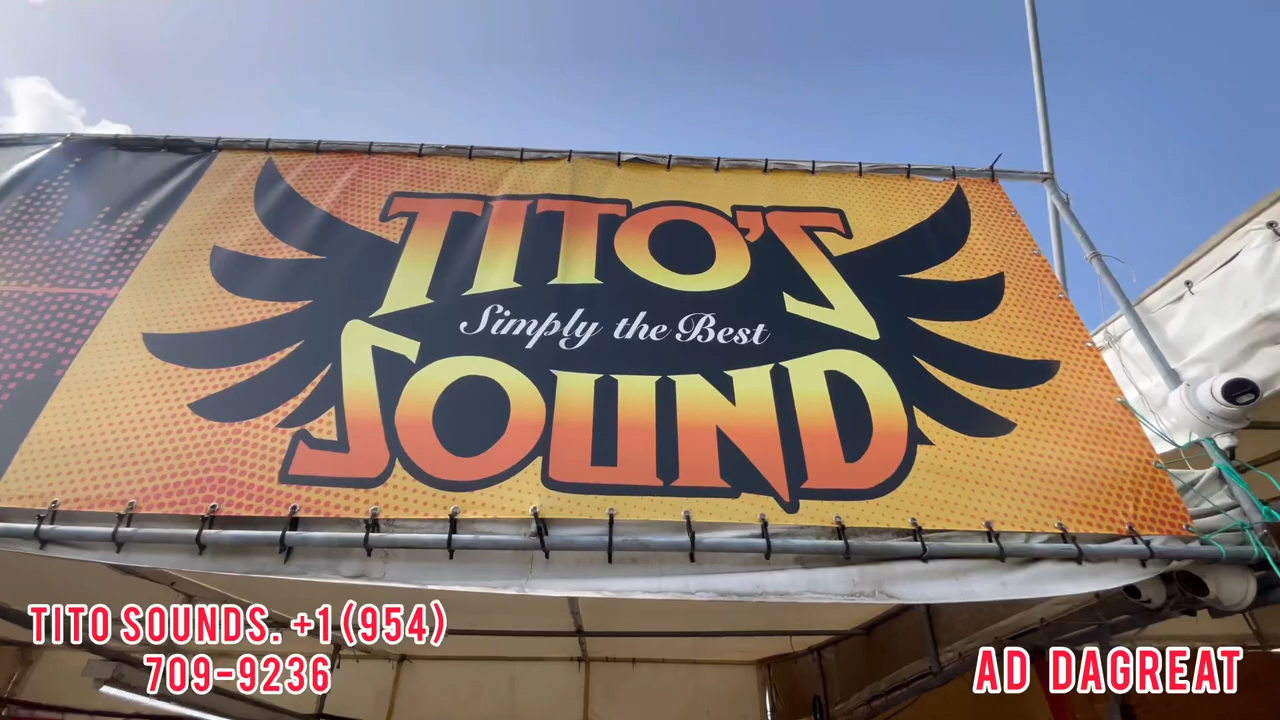 TITO'S
Simply the Best
SOUND
TITO SOUNDS. +1 (954)
709-9236
AD DAGREAT